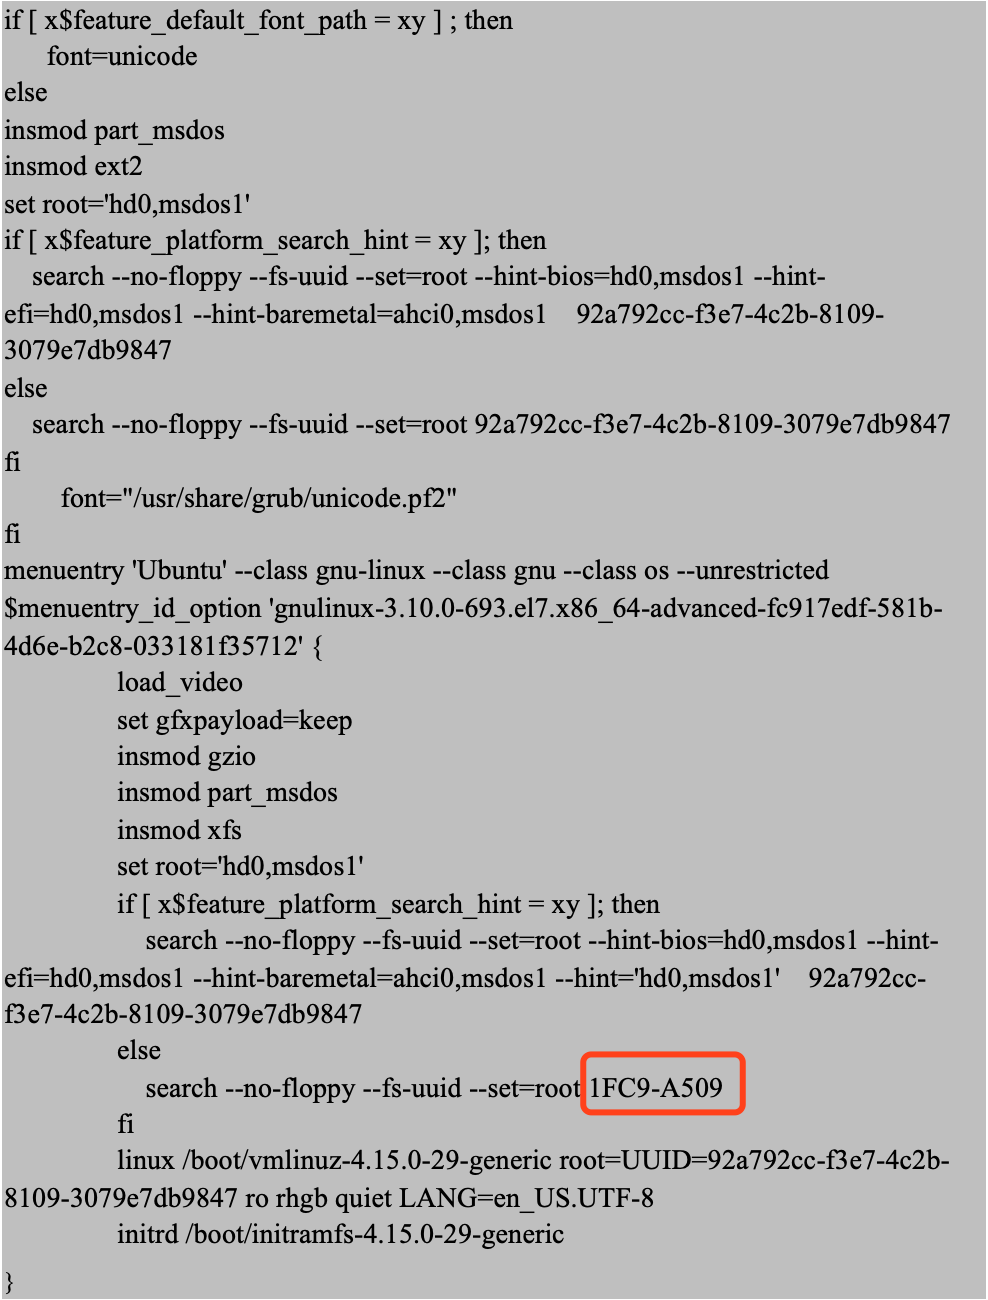 if [ x$feature_default_font_path = xy ] ; then
font=unicode
else
insmod part_msdos
insmod ext2
set root='hd0,msdos1'
if [ x$feature_platform_search_hint = xy ]; then
search --no-floppy --fs-uuid --set=root --hint-bios=hd0,msdos1 --hint-
efi=hd0,msdos1 --hint-baremetal=ahci0,msdos1 92a792cc-f3e7-4c2b-8109-
3079e7db9847
else
search --no-floppy --fs-uuid --set=root 92a792cc-f3e7-4c2b-8109-3079e7db9847
fi
font="/usr/share/grub/unicode.pf2"
fi
menuentry 'Ubuntu' --class gnu-linux --class gnu --class os --unrestricted
$menuentry_id_option 'gnulinux-3.10.0-693.el7.x86_64-advanced-fc917edf-581b-
4d6e-b2c8-033181f35712' {
load_video
set gfxpayload=keep
insmod gzio
insmod part_msdos
insmod xfs
set root='hd0,msdos1'
if [ x$feature_platform_search_hint = xy ]; then
search --no-floppy --fs-uuid --set=root --hint-bios=hd0,msdos1 --hint-
efi=hd0,msdos1 --hint-baremetal=ahci0,msdos1 --hint='hd0,msdos1' 92a792cc-
f3e7-4c2b-8109-3079e7db9847
else
search --no-floppy --fs-uuid --set=root 1FC9-A509
fi
linux /boot/vmlinuz-4.15.0-29-generic root=UUID=92a792cc-f3e7-4c2b-
8109-3079e7db9847 ro rhgb quiet LANG=en_US.UTF-8
initrd /boot/initramfs-4.15.0-29-generic
}